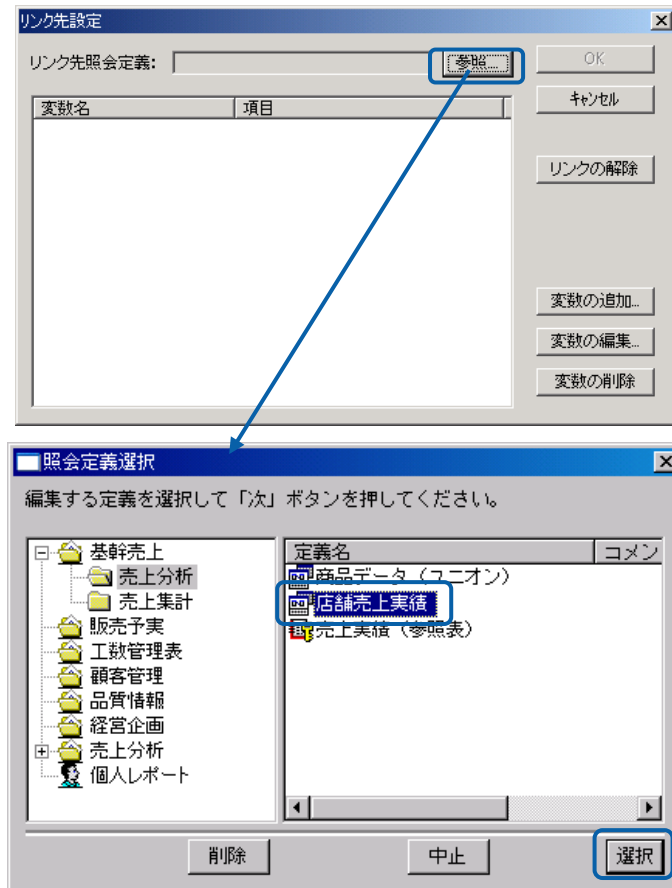 リンク先設定
リンク先照会定義: 参照... OK
キャンセル
変数名 項目
リンクの解除
変数の追加...
変数の編集...
変数の削除
照会定義選択
編集する定義を選択して「次」ボタンを押してください。
基幹売上
売上分析
売上集計
販売予実
工数管理表
顧客管理
品質情報
経営企画
売上分析
個人レポート
定義名 コメン
商品データ（ユニオン）
店舗売上実績
売上実績（参照表）
削除 中止 選択